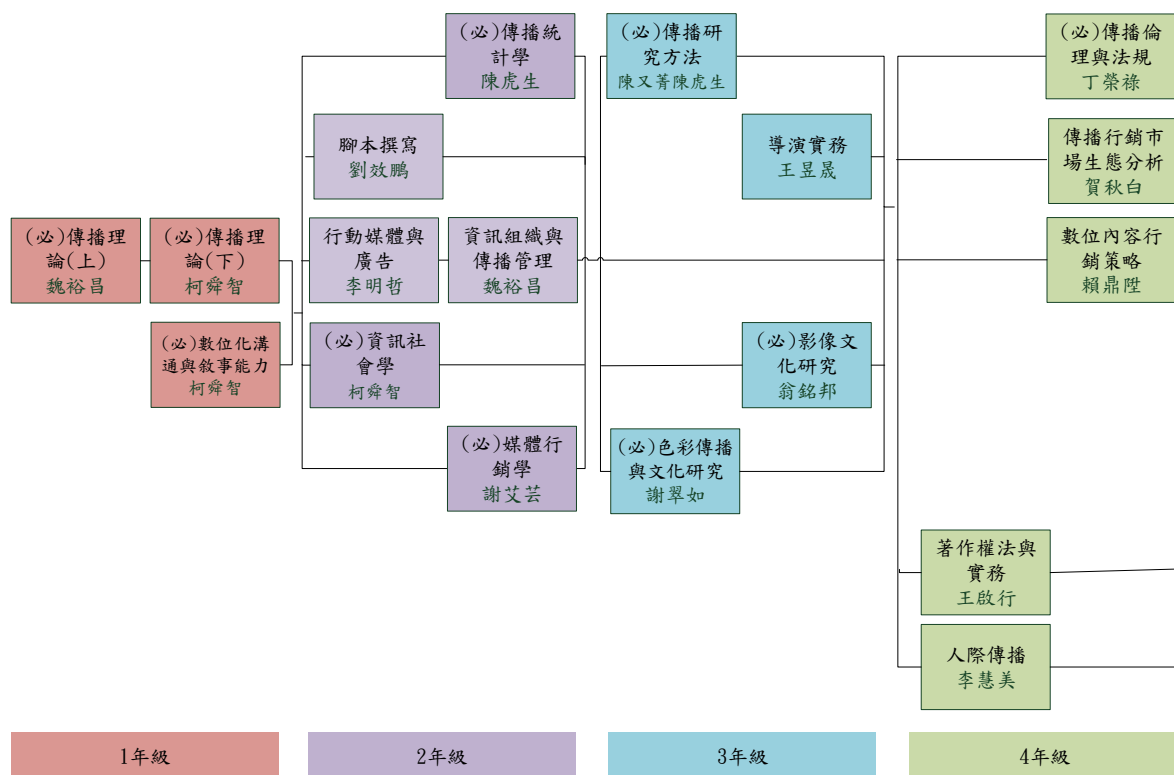 (必)傳播理
論(上)
魏裕昌
(必)傳播理
論(下)
柯舜智
(必)數位化溝
通與敘事能力
柯舜智
(必)傳播統
計學
陳虎生
腳本撰寫
劉效鵬
行動媒體與
廣告
李明哲
資訊組織與
傳播管理
魏裕昌
(必)資訊社
會學
柯舜智
(必)媒體行
銷學
謝艾芸
(必)傳播研
究方法
陳又菁陳虎生
導演實務
王昱晟
(必)影像文
化研究
翁銘邦
(必)色彩傳播
與文化研究
謝翠如
(必)傳播倫
理與法規
丁榮祿
傳播行銷市
場生態分析
賀秋白
數位內容行
銷策略
賴鼎陞
著作權法與
實務
王啟行
人際傳播
李慧美
1年級
2年級
3年級
4年級